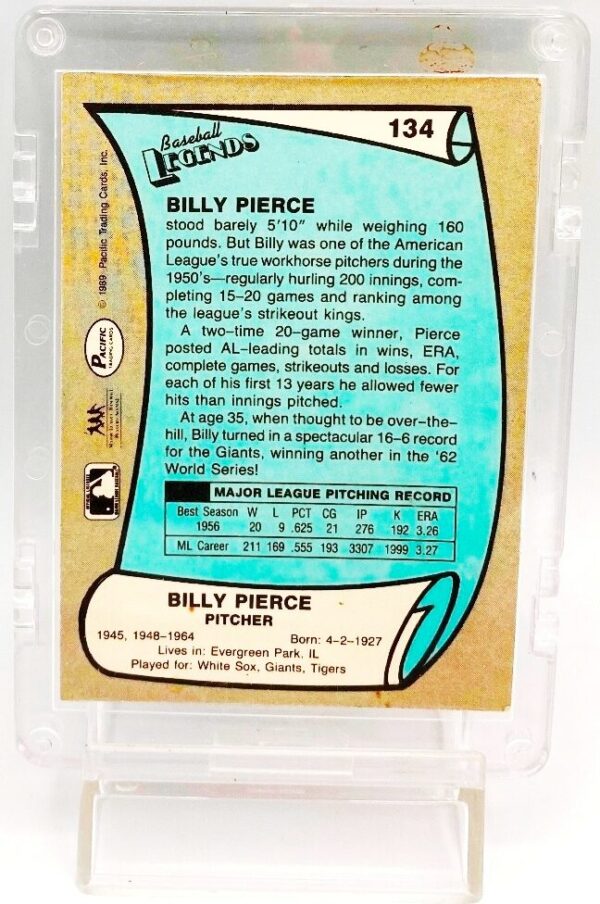 134
Baseball
LEGENDS
BILLY PIERCE
stood barely 5'10" while weighing 160
pounds. But Billy was one of the American
League's true workhorse pitchers during the
1950's—regularly hurling 200 innings, com-
pleting 15–20 games and ranking among
the league's strikeout kings.
A two–time 20–game winner, Pierce
posted AL–leading totals in wins, ERA,
complete games, strikeouts and losses. For
each of his first 13 years he allowed fewer
hits than innings pitched.
At age 35, when thought to be over–the–
hill, Billy turned in a spectacular 16–6 record
for the Giants, winning another in the '62
World Series!
MAJOR LEAGUE PITCHING RECORD
Best Season W L PCT CG IP K ERA
1956 20 9 .625 21 276 192 3.26
ML Career 211 169 .555 193 3307 1999 3.27
BILLY PIERCE
PITCHER
1945, 1948–1964 Born: 4–2–1927
Lives in: Evergreen Park, IL
Played for: White Sox, Giants, Tigers
© 1989 Pacific Trading Cards, Inc.
PACIFIC
TRADING CARDS